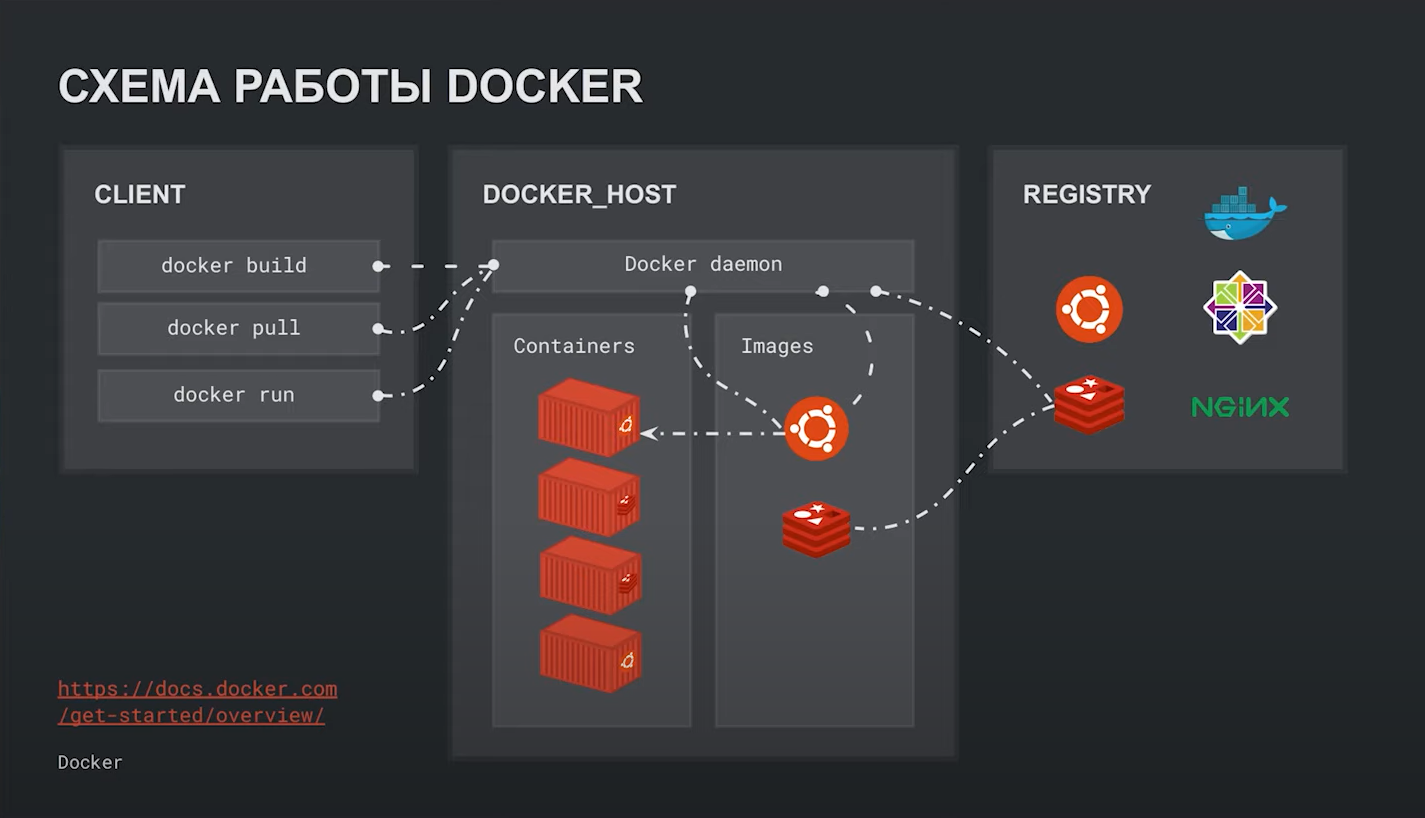 СХЕМА РАБОТЫ DOCKER
CLIENT
docker build
docker pull
docker run
DOCKER_HOST
Docker daemon
Containers
Images
REGISTRY
NGiNX
https://docs.docker.com
/get-started/overview/
Docker